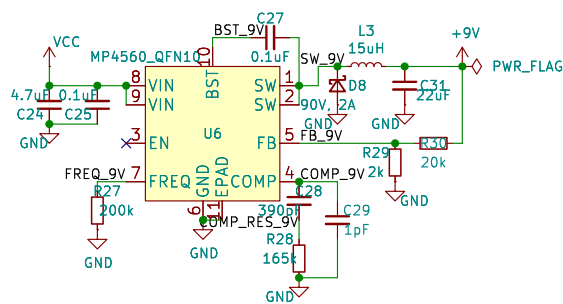 BST_9V
C27
0.1uF
VCC
MP4560_QFN10
SW_9V
L3
15uH
+9V
PWR_FLAG
10
BST
8
VIN
9
VIN
SW
1
SW
2
D8
90V, 2A
GND
C31
22uF
GND
4.7uF
0.1uF
C24
C25
GND
U6
3
EN
FB
5
FB_9V
R30
20k
R29
2k
GND
FREQ_9V
7
FREQ
COMP
4
COMP_9V
R27
200k
GND
GND
6
EPAD
11
COMP_RES_9V
GND
C28
390pF
C29
1pF
R28
165k
GND